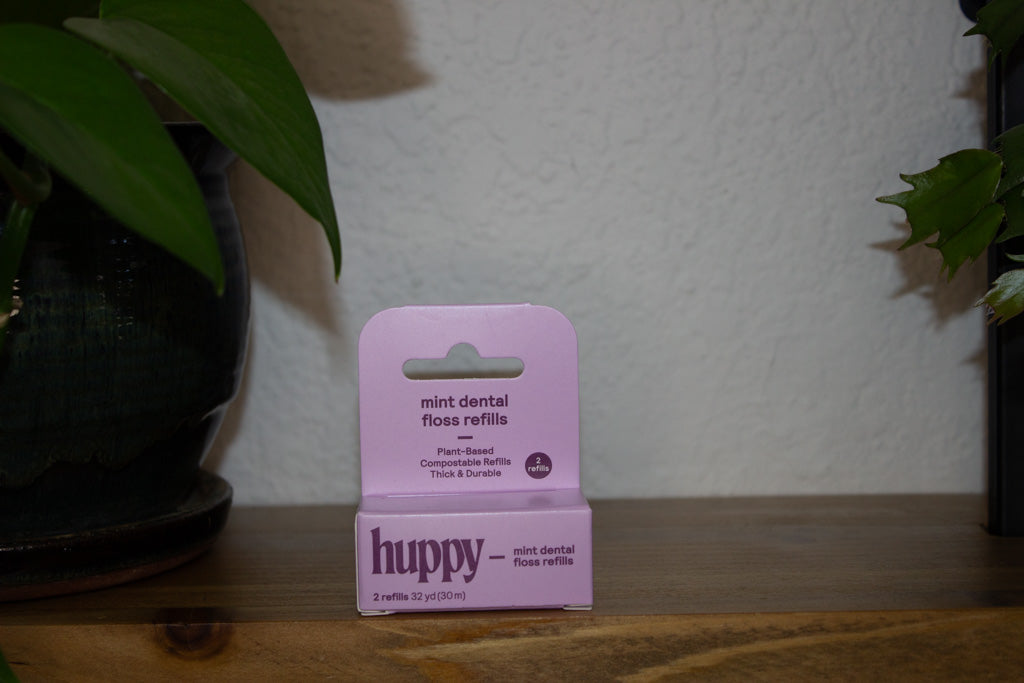 mint dental
floss refills
Plant-Based
Compostable Refills
Thick & Durable
2
refills
huppy
mint dental
floss refills
2 refills 32 yd (30 m)